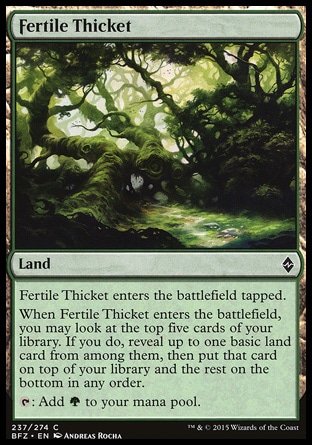 Fertile Thicket
Land
Fertile Thicket enters the battlefield tapped.
When Fertile Thicket enters the battlefield,
you may look at the top five cards of your
library. If you do, reveal up to one basic land
card from among them, then put that card
on top of your library and the rest on the
bottom in any order.
: Add to your mana pool.
237/274 C
BFZ • EN Andreas Rocha
™ & © 2015 Wizards of the Coast